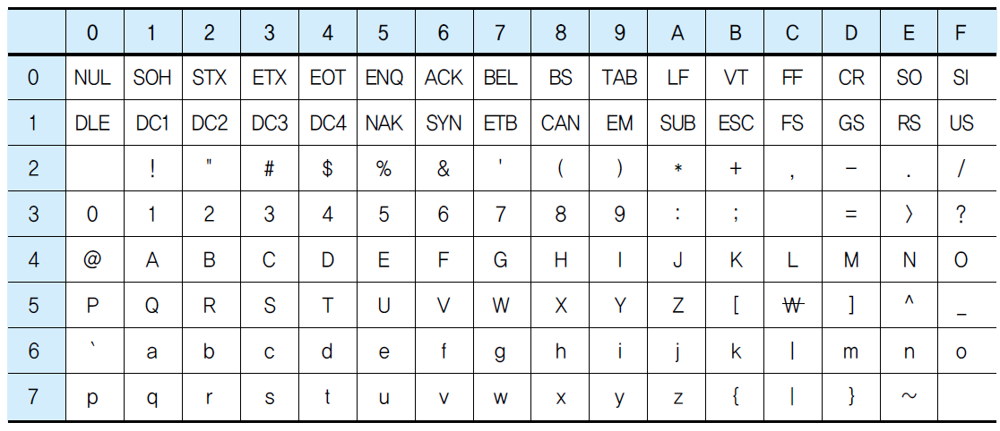 0 1 2 3 4 5 6 7 8 9 A B C D E F
0 NUL SOH STX ETX EOT ENQ ACK BEL BS TAB LF VT FF CR SO SI
1 DLE DC1 DC2 DC3 DC4 NAK SYN ETB CAN EM SUB ESC FS GS RS US
2 ! " # $ % & ' ( ) * + , - . /
3 0 1 2 3 4 5 6 7 8 9 : ; = 〉 ?
4 @ A B C D E F G H I J K L M N O
5 P Q R S T U V W X Y Z [ ₩ ] ^ _
6 ` a b c d e f g h i j k l m n o
7 p q r s t u v w x y z { | } ~